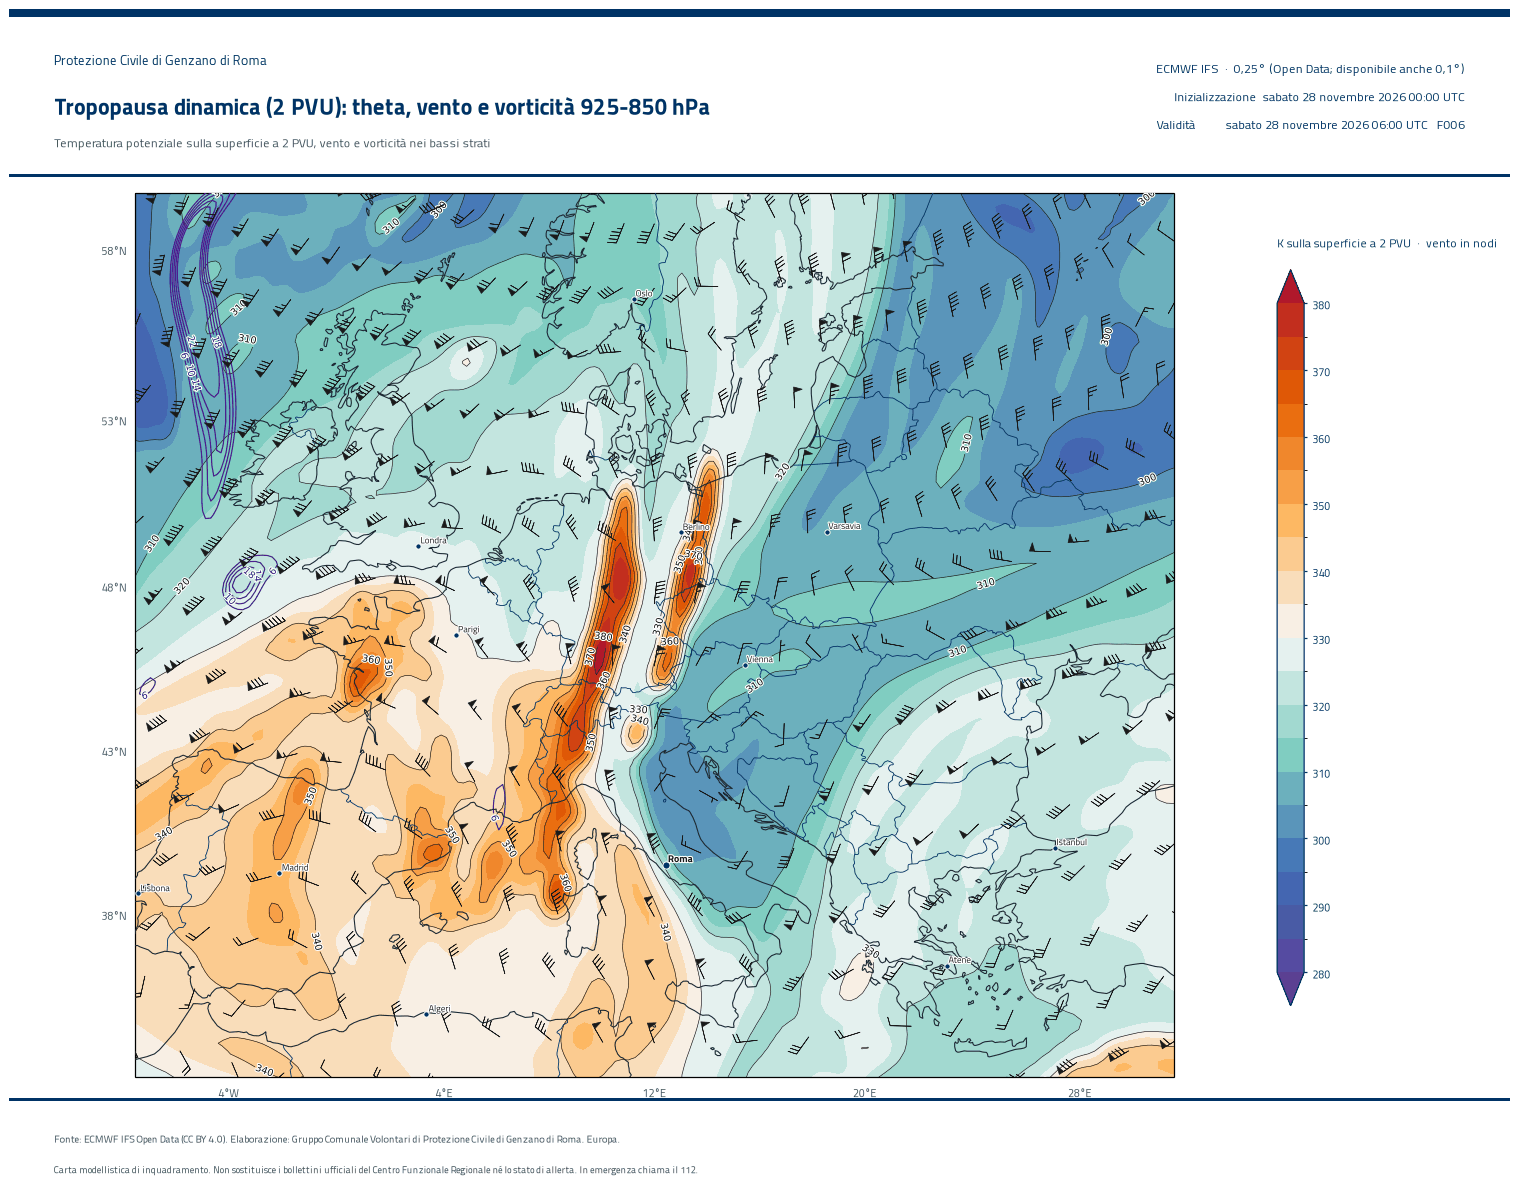 Protezione Civile di Genzano di Roma
Tropopausa dinamica (2 PVU): theta, vento e vorticità 925-850 hPa
Temperatura potenziale sulla superficie a 2 PVU, vento e vorticità nei bassi strati
ECMWF IFS · 0,25° (Open Data; disponibile anche 0,1°)
Inizializzazione sabato 28 novembre 2026 00:00 UTC
Validità sabato 28 novembre 2026 06:00 UTC F006
K sulla superficie a 2 PVU · vento in nodi
380
370
360
350
340
330
320
310
300
290
280
58°N
53°N
48°N
43°N
38°N
4°W
4°E
12°E
20°E
28°E
Oslo
Londra
Berlino
Varsavia
Parigi
Vienna
Roma
Madrid
Lisbona
Istanbul
Atene
Algeri
Fonte: ECMWF IFS Open Data (CC BY 4.0). Elaborazione: Gruppo Comunale Volontari di Protezione Civile di Genzano di Roma. Europa.
Carta modellistica di inquadramento. Non sostituisce i bollettini ufficiali del Centro Funzionale Regionale né lo stato di allerta. In emergenza chiama il 112.